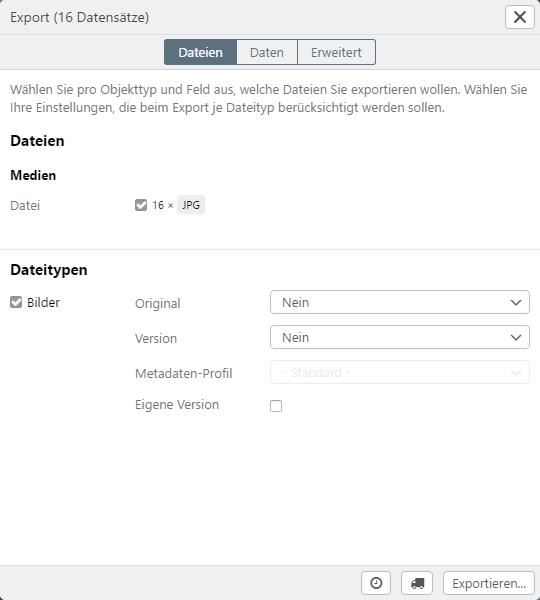 Export (16 Datensätze)
Dateien Daten Erweitert
Wählen Sie pro Objekttyp und Feld aus, welche Dateien Sie exportieren wollen. Wählen Sie
Ihre Einstellungen, die beim Export je Dateityp berücksichtigt werden sollen.
Dateien
Medien
Datei 16 × JPG
Dateitypen
Bilder Original Nein
Version Nein
Metadaten-Profil - Standard -
Eigene Version
Exportieren...